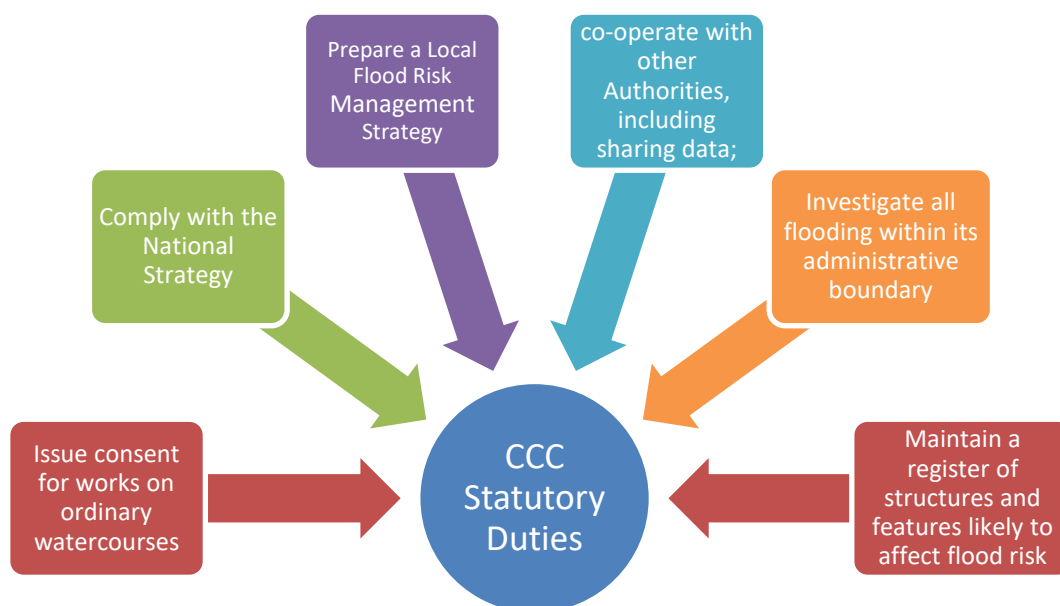 Prepare a Local
Flood Risk
Management
Strategy
co-operate with
other
Authorities,
including
sharing data;
Comply with the
National
Strategy
Investigate all
flooding within its
administrative
boundary
Issue consent
for works on
ordinary
watercourses
CCC
Statutory
Duties
Maintain a
register of
structures and
features likely to
affect flood risk